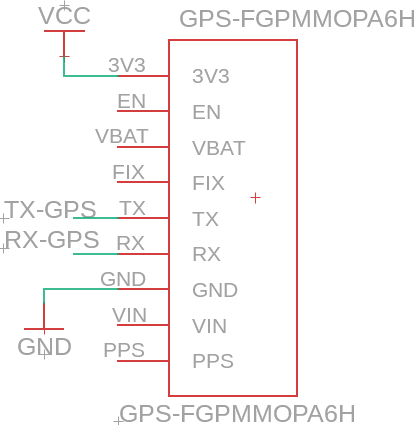 VCC
GPS-FGPMMOPA6H
3V3 3V3
EN EN
VBAT VBAT
FIX FIX
TX-GPS TX TX
RX-GPS RX RX
GND GND
VIN VIN
GND
PPS PPS
GPS-FGPMMOPA6H